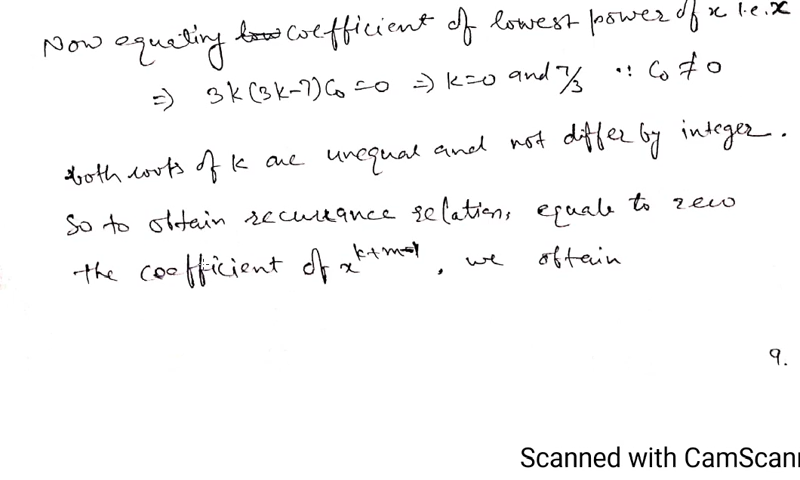 Now equating coefficient of lowest power of x i.e. x
⇒ 3k(3k-7)C₀ = 0 ⇒ k=0 and 7/3 ∵ C₀ ≠ 0
both roots of k are unequal and not differ by integer.
So to obtain recurrance relation, equate to zero
the coefficient of x^{k+m-1}, we obtain
9.
Scanned with CamScann